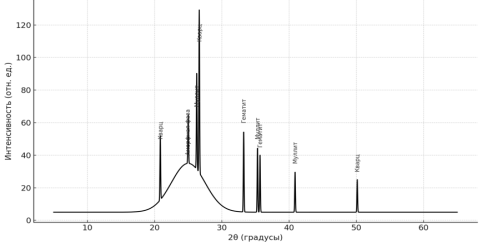 120
100
80
60
40
20
0
10
20
30
40
50
60
Интенсивность (отн. ед.)
2θ (градусы)
Кварц
Аморфная фаза
Муллит
Кварц
Гематит
Муллит
Гематит
Муллит
Кварц